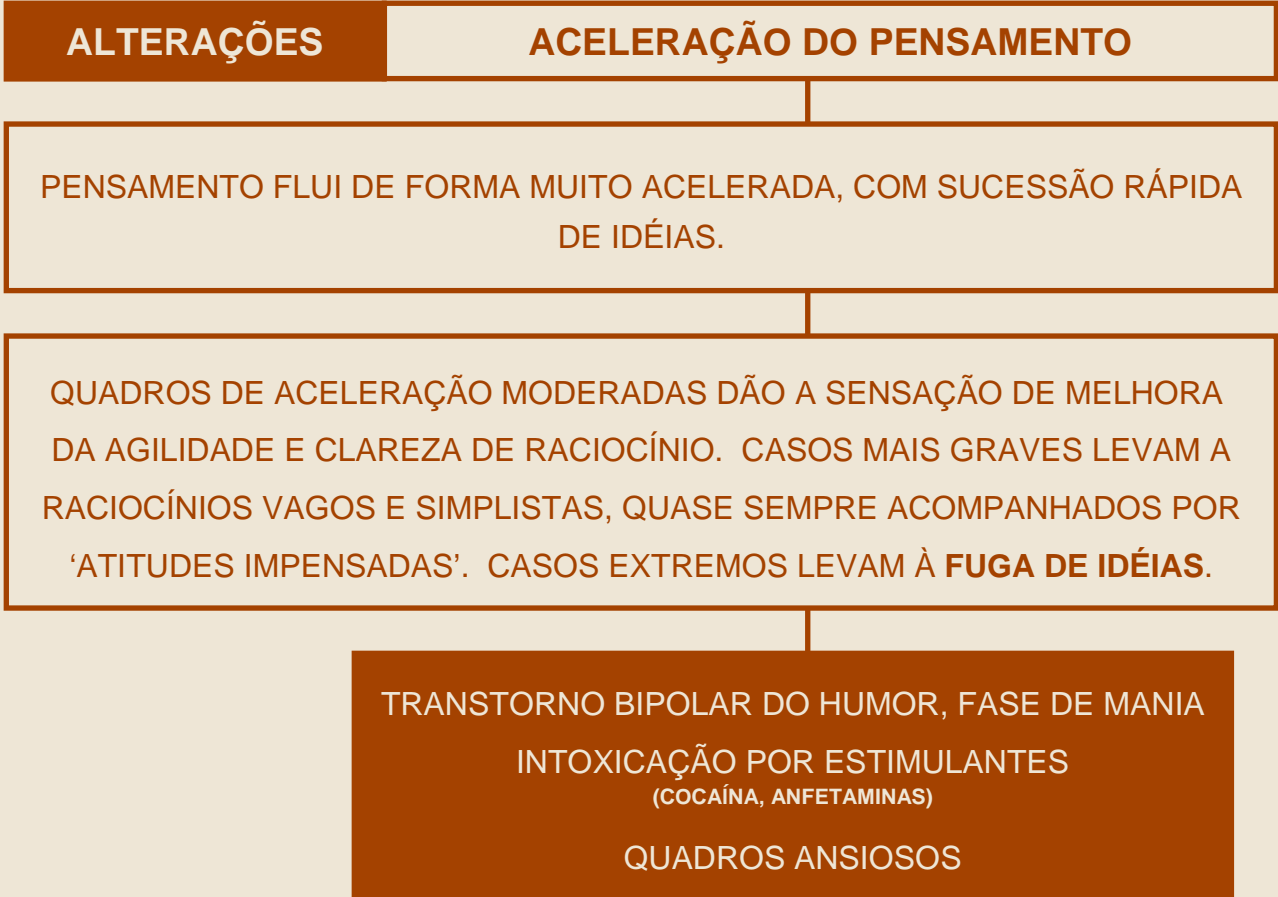 ALTERAÇÕES
ACELERAÇÃO DO PENSAMENTO
PENSAMENTO FLUI DE FORMA MUITO ACELERADA, COM SUCESSÃO RÁPIDA
DE IDÉIAS.
QUADROS DE ACELERAÇÃO MODERADAS DÃO A SENSAÇÃO DE MELHORA
DA AGILIDADE E CLAREZA DE RACIOCÍNIO. CASOS MAIS GRAVES LEVAM A
RACIOCÍNIOS VAGOS E SIMPLISTAS, QUASE SEMPRE ACOMPANHADOS POR
‘ATITUDES IMPENSADAS’. CASOS EXTREMOS LEVAM À FUGA DE IDÉIAS.
TRANSTORNO BIPOLAR DO HUMOR, FASE DE MANIA
INTOXICAÇÃO POR ESTIMULANTES
(COCAÍNA, ANFETAMINAS)
QUADROS ANSIOSOS